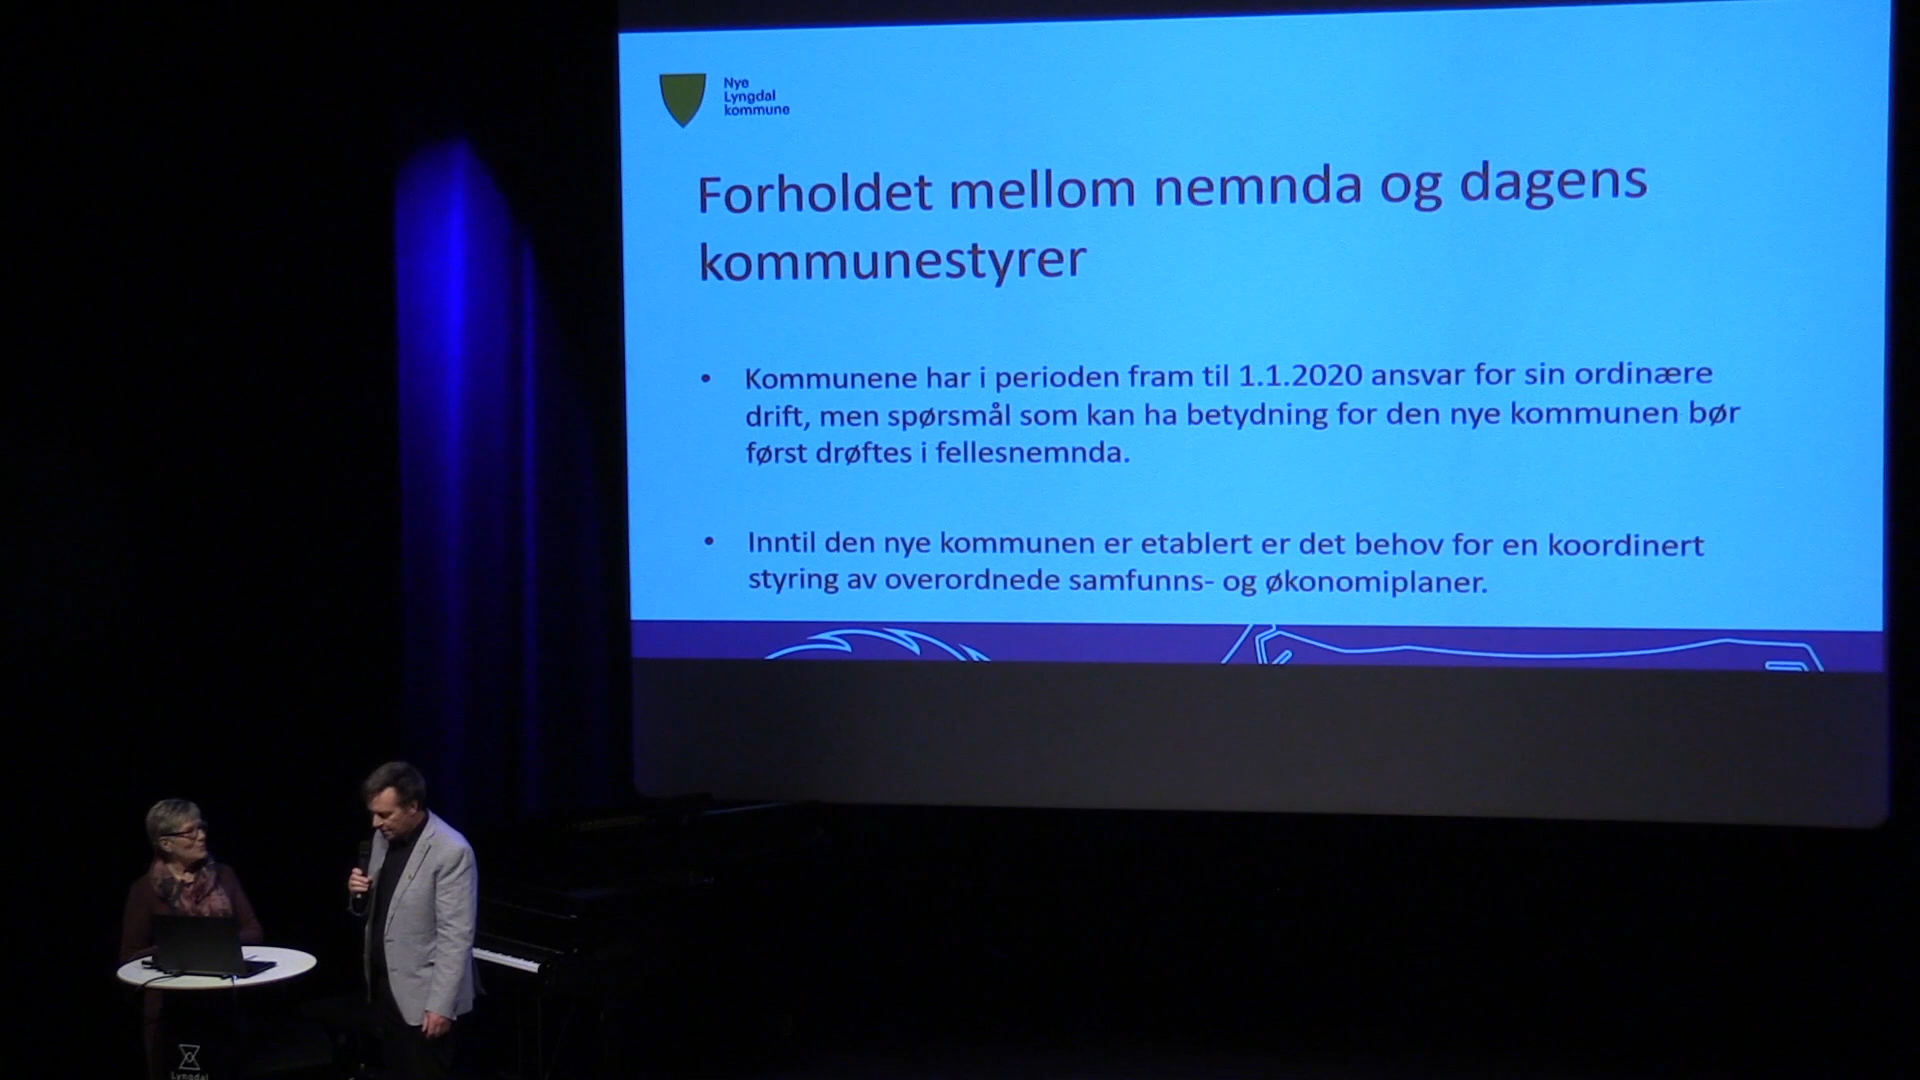 Nye
Lyngdal
kommune
Forholdet mellom nemnda og dagens
kommunestyrer
• Kommunene har i perioden fram til 1.1.2020 ansvar for sin ordinære
drift, men spørsmål som kan ha betydning for den nye kommunen bør
først drøftes i fellesnemnda.
• Inntil den nye kommunen er etablert er det behov for en koordinert
styring av overordnede samfunns- og økonomiplaner.
Lyngdal